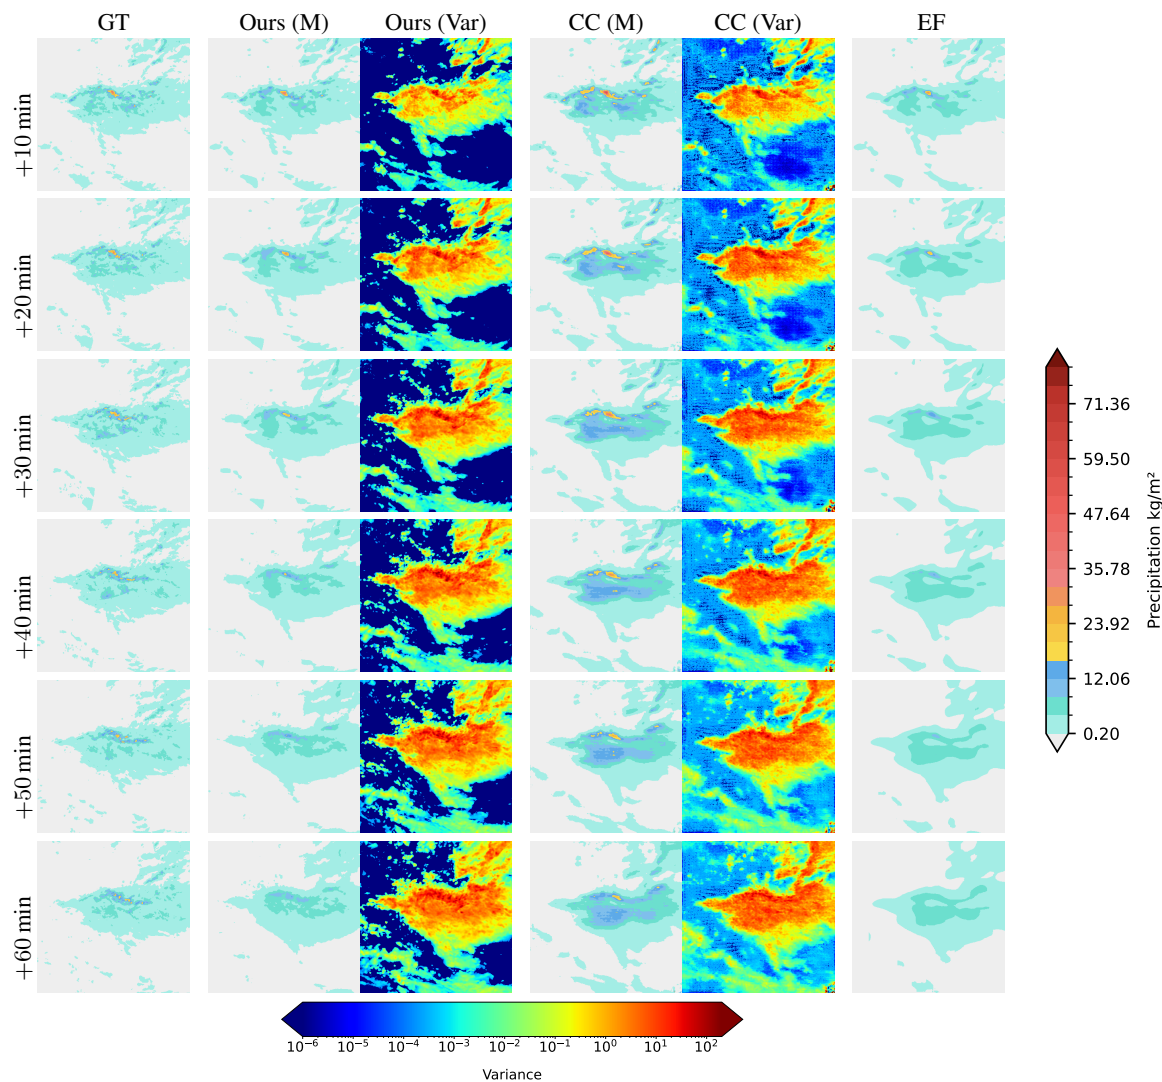 GT Ours (M) Ours (Var) CC (M) CC (Var) EF
+10 min
+20 min
+30 min
+40 min
+50 min
+60 min
71.36
59.50
47.64
35.78
23.92
12.06
0.20
Precipitation kg/m²
10⁻⁶ 10⁻⁵ 10⁻⁴ 10⁻³ 10⁻² 10⁻¹ 10⁰ 10¹ 10²
Variance